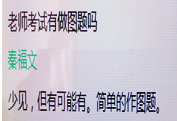 老师考试有做图题吗
秦福文
少见，但有可能有。简单的作图题。